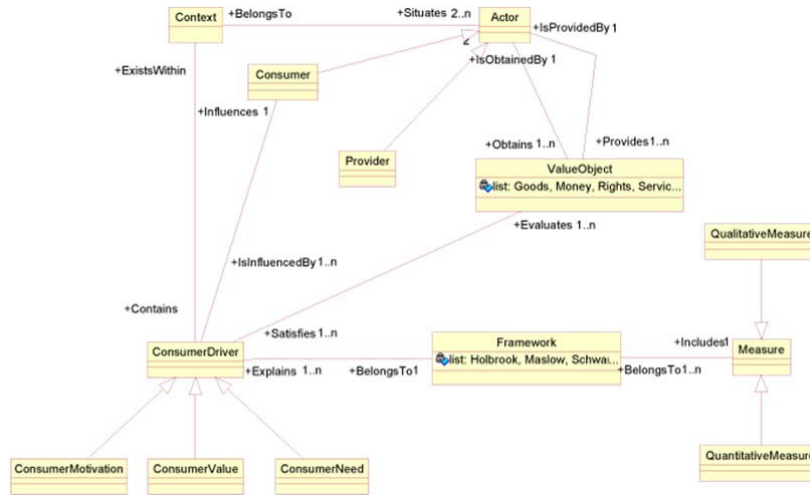 Context
+BelongsTo
+Situates 2..n
Actor
+IsProvidedBy 1
+ExistsWithin
Consumer
+IsObtainedBy 1
+Influences 1
+Obtains 1..n
+Provides 1..n
Provider
ValueObject
list: Goods, Money, Rights, Servic...
+Evaluates 1..n
QualitativeMeasure
+IsInfluencedBy 1..n
+Contains
+Satisfies 1..n
Framework
+Includes 1
ConsumerDriver
list: Holbrook, Maslow, Schwa...
Measure
+Explains 1..n
+BelongsTo 1
+BelongsTo 1..n
ConsumerMotivation
ConsumerValue
ConsumerNeed
QuantitativeMeasure